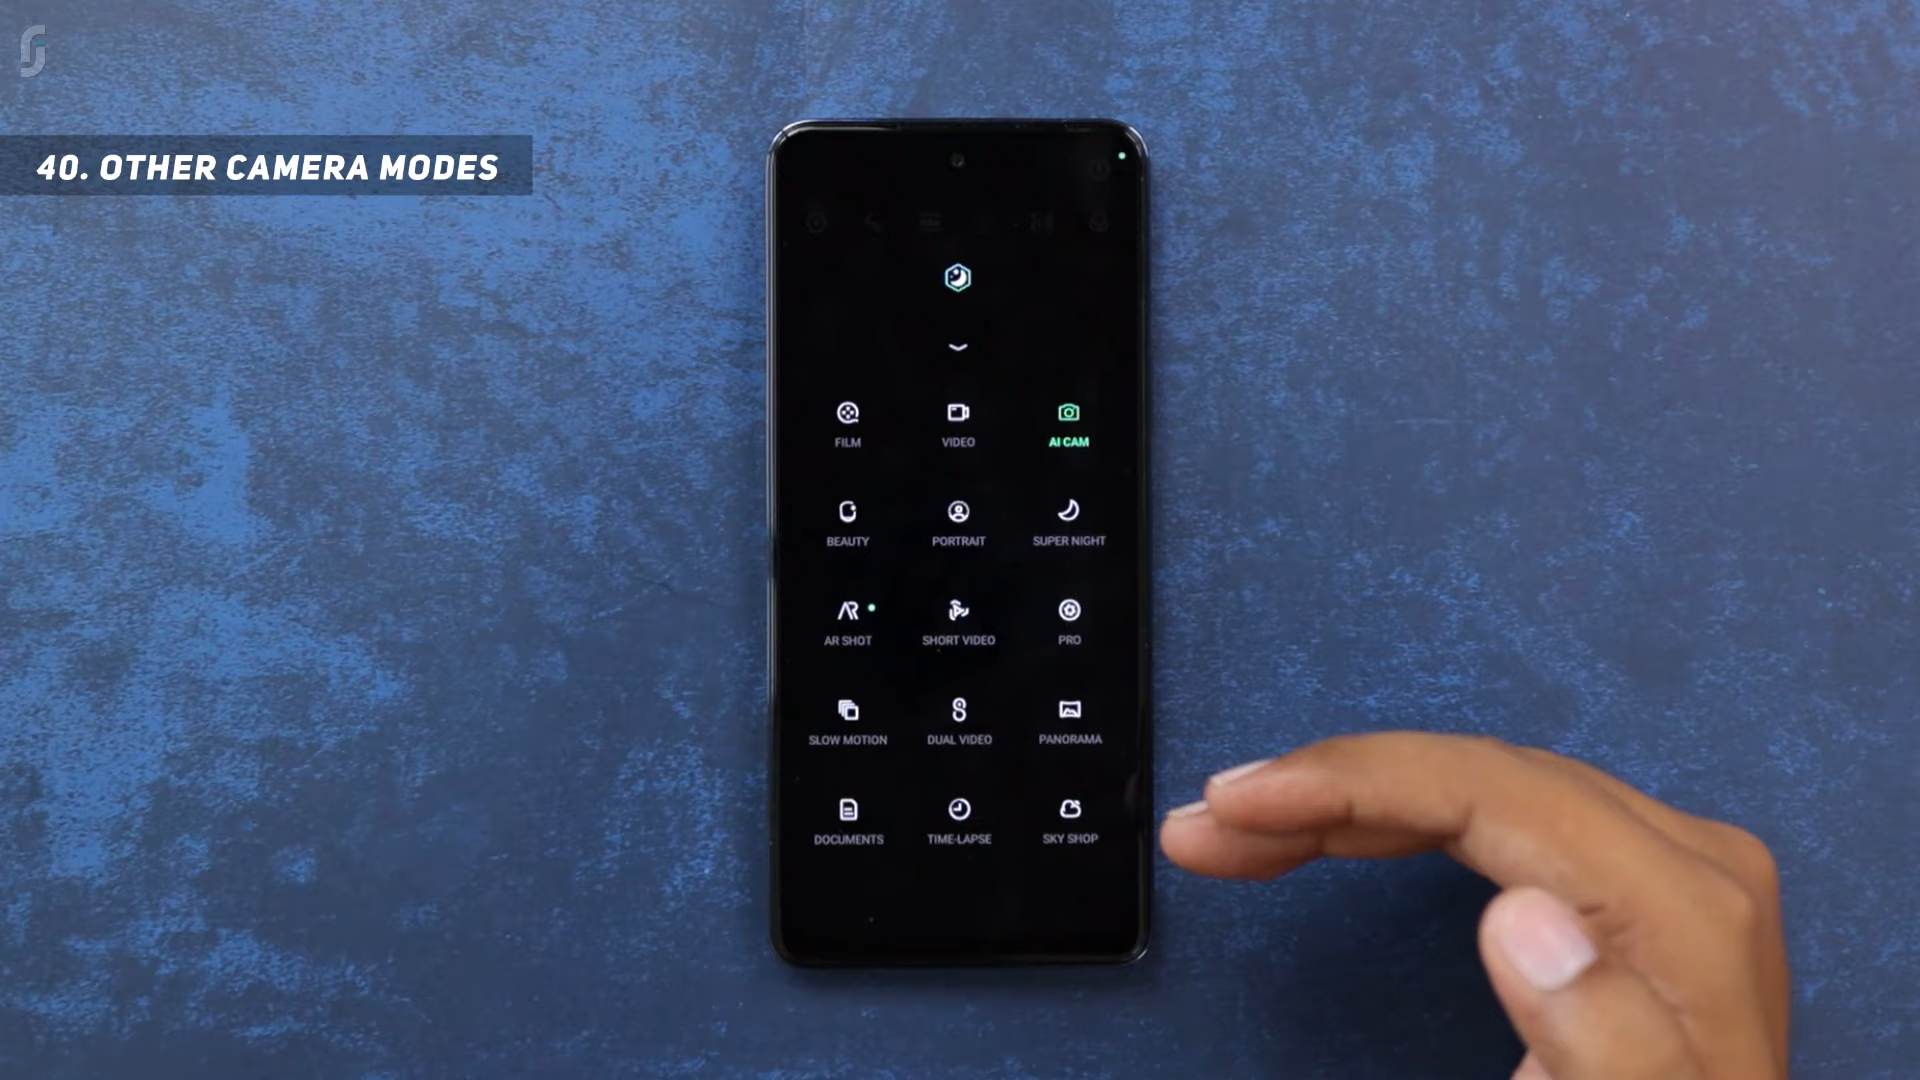 40. OTHER CAMERA MODES
FILM
VIDEO
AI CAM
BEAUTY
PORTRAIT
SUPER NIGHT
AR SHOT
SHORT VIDEO
PRO
SLOW MOTION
DUAL VIDEO
PANORAMA
DOCUMENTS
TIME-LAPSE
SKY SHOP